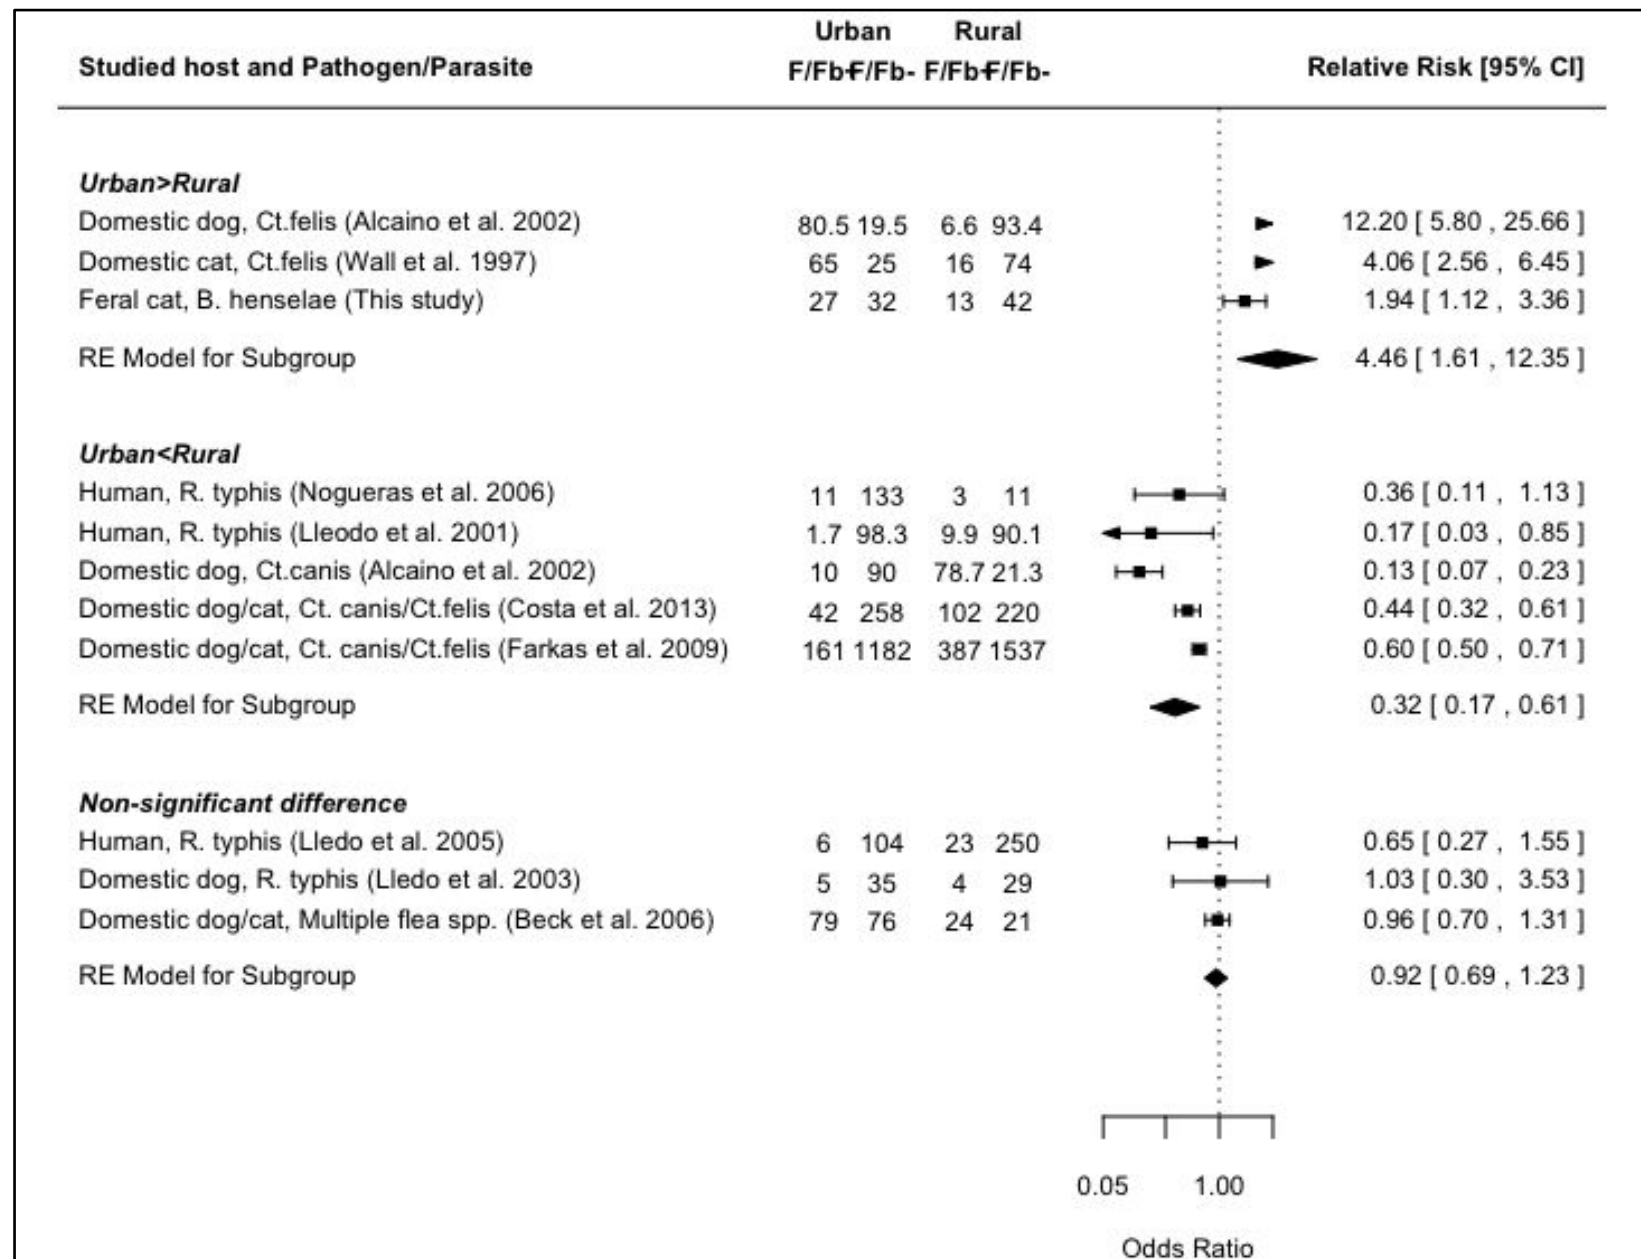 Urban Rural
Studied host and Pathogen/Parasite F/Fb+F/Fb- F/Fb+F/Fb- Relative Risk [95% CI]
Urban>Rural
Domestic dog, Ct.felis (Alcaino et al. 2002) 80.5 19.5 6.6 93.4 12.20 [ 5.80 , 25.66 ]
Domestic cat, Ct.felis (Wall et al. 1997) 65 25 16 74 4.06 [ 2.56 , 6.45 ]
Feral cat, B. henselae (This study) 27 32 13 42 1.94 [ 1.12 , 3.36 ]
RE Model for Subgroup 4.46 [ 1.61 , 12.35 ]
Urban<Rural
Human, R. typhis (Nogueras et al. 2006) 11 133 3 11 0.36 [ 0.11 , 1.13 ]
Human, R. typhis (Lleodo et al. 2001) 1.7 98.3 9.9 90.1 0.17 [ 0.03 , 0.85 ]
Domestic dog, Ct.canis (Alcaino et al. 2002) 10 90 78.7 21.3 0.13 [ 0.07 , 0.23 ]
Domestic dog/cat, Ct. canis/Ct.felis (Costa et al. 2013) 42 258 102 220 0.44 [ 0.32 , 0.61 ]
Domestic dog/cat, Ct. canis/Ct.felis (Farkas et al. 2009) 161 1182 387 1537 0.60 [ 0.50 , 0.71 ]
RE Model for Subgroup 0.32 [ 0.17 , 0.61 ]
Non-significant difference
Human, R. typhis (Lledo et al. 2005) 6 104 23 250 0.65 [ 0.27 , 1.55 ]
Domestic dog, R. typhis (Lledo et al. 2003) 5 35 4 29 1.03 [ 0.30 , 3.53 ]
Domestic dog/cat, Multiple flea spp. (Beck et al. 2006) 79 76 24 21 0.96 [ 0.70 , 1.31 ]
RE Model for Subgroup 0.92 [ 0.69 , 1.23 ]
0.05 1.00
Odds Ratio